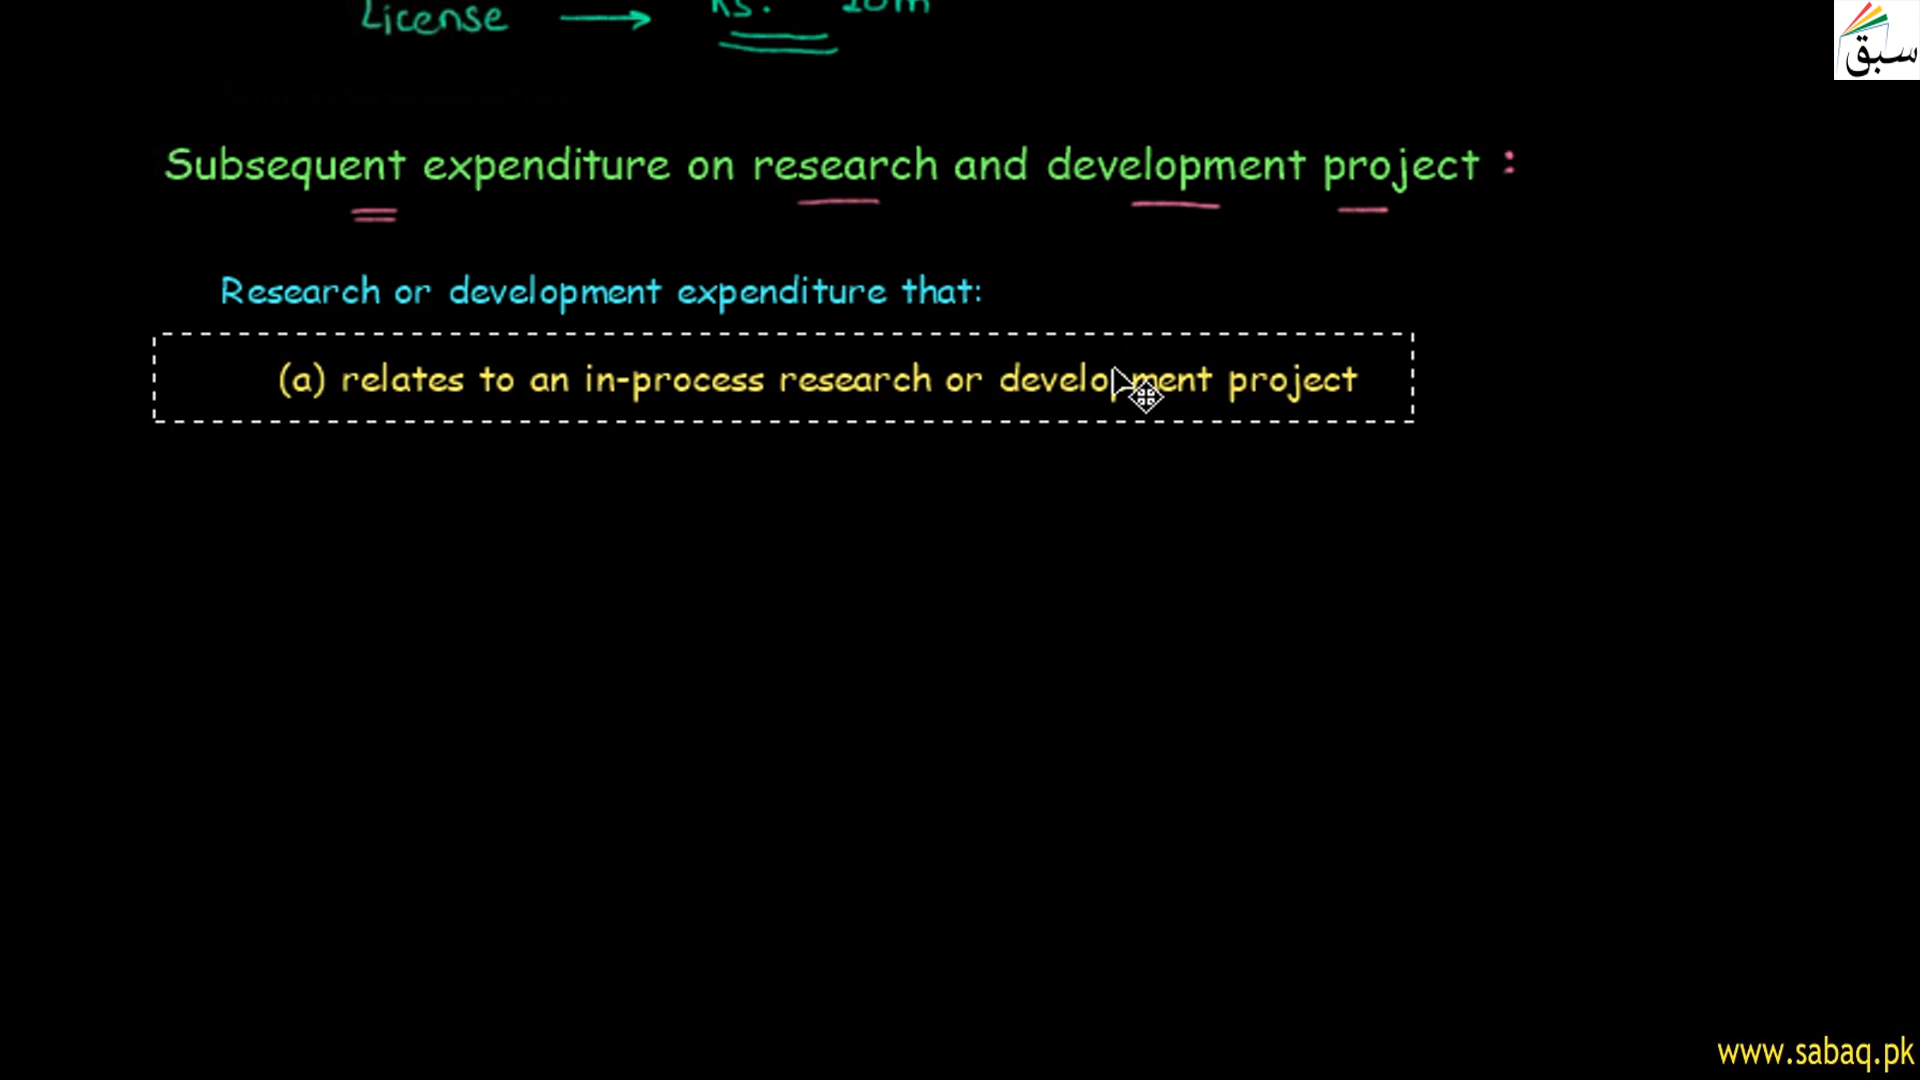 License → Rs. 10m
سبق
Subsequent expenditure on research and development project :
Research or development expenditure that:
(a) relates to an in-process research or development project
www.sabaq.pk